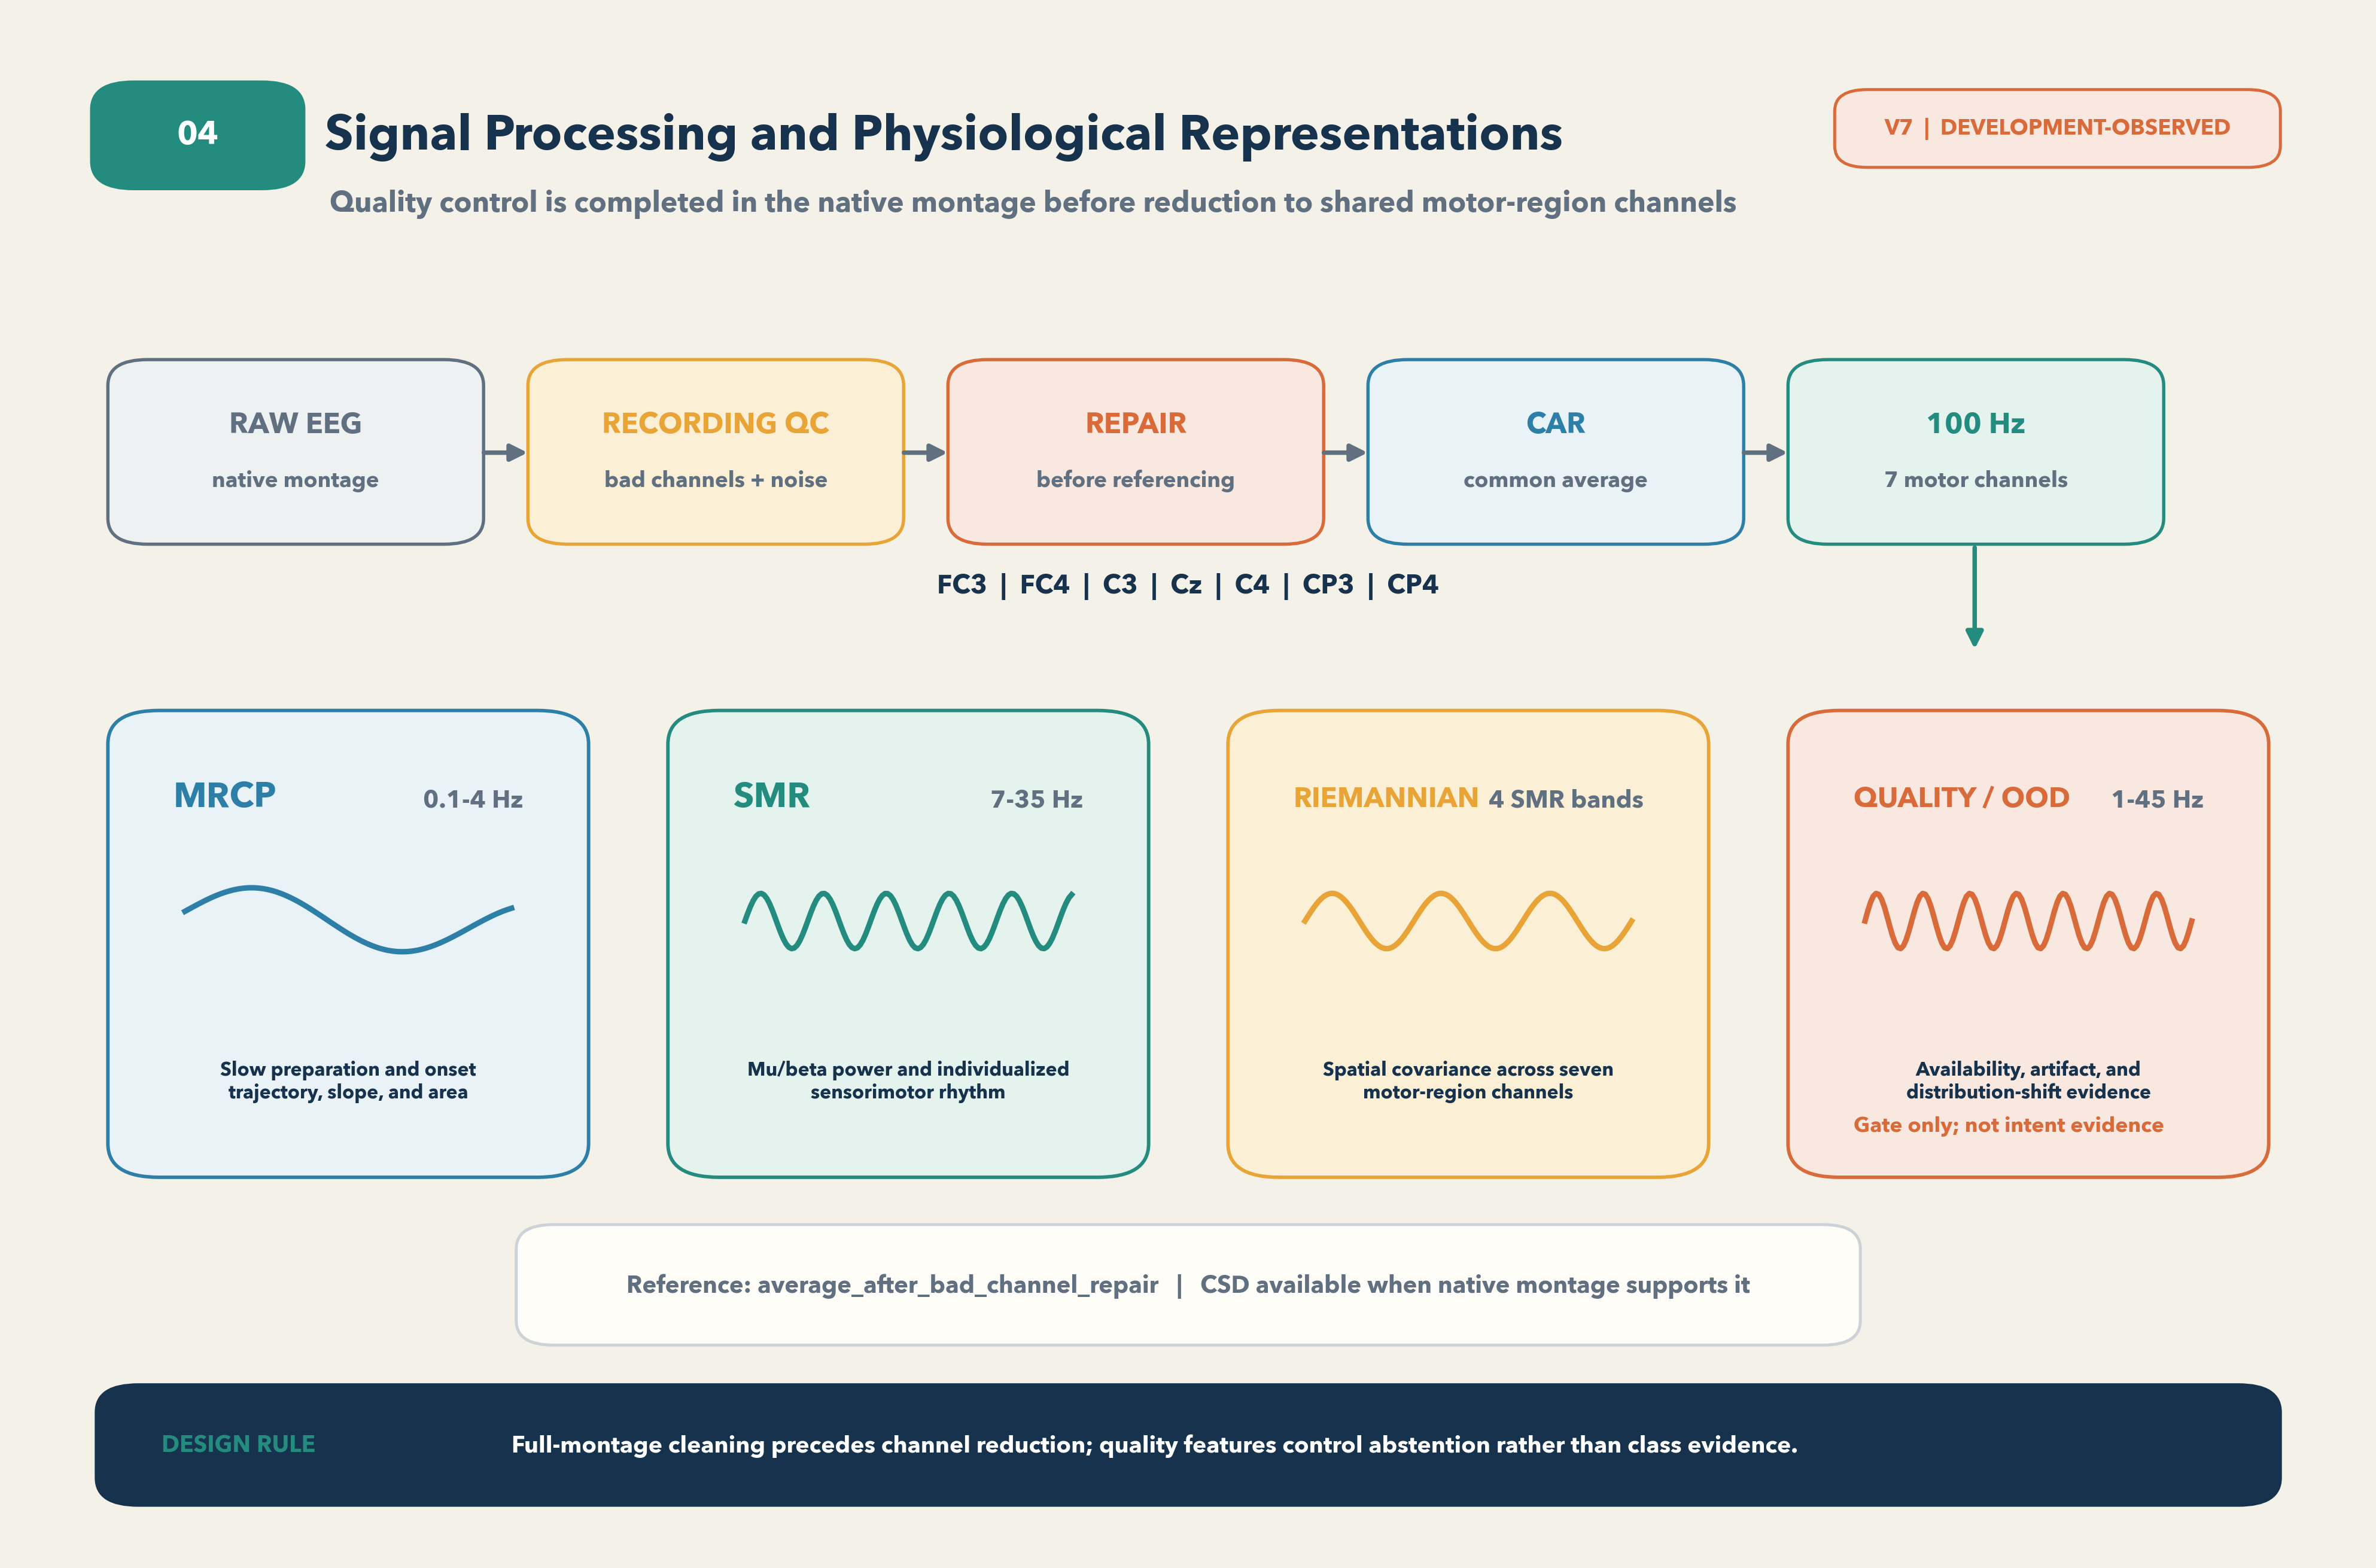 04
Signal Processing and Physiological Representations
V7 | DEVELOPMENT-OBSERVED
Quality control is completed in the native montage before reduction to shared motor-region channels
RAW EEG
native montage
RECORDING QC
bad channels + noise
REPAIR
before referencing
CAR
common average
100 Hz
7 motor channels
FC3 | FC4 | C3 | Cz | C4 | CP3 | CP4
MRCP 0.1-4 Hz
Slow preparation and onset
trajectory, slope, and area
SMR 7-35 Hz
Mu/beta power and individualized
sensorimotor rhythm
RIEMANNIAN 4 SMR bands
Spatial covariance across seven
motor-region channels
QUALITY / OOD 1-45 Hz
Availability, artifact, and
distribution-shift evidence
Gate only; not intent evidence
Reference: average_after_bad_channel_repair | CSD available when native montage supports it
DESIGN RULE
Full-montage cleaning precedes channel reduction; quality features control abstention rather than class evidence.